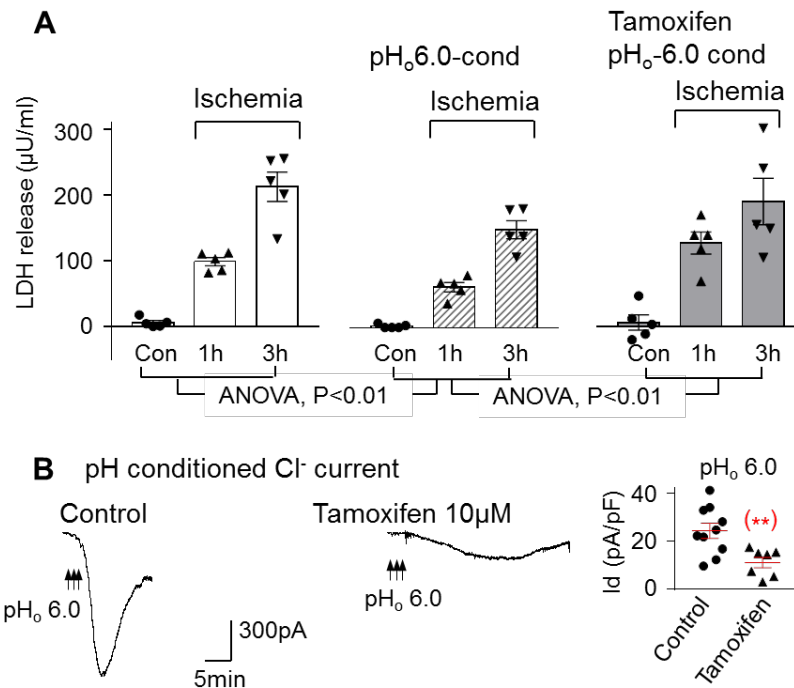 A
Tamoxifen
pHₒ6.0-cond
pHₒ-6.0 cond
Ischemia
Ischemia
Ischemia
LDH release (µU/ml)
300
200
100
0
Con 1h 3h
Con 1h 3h
Con 1h 3h
ANOVA, P<0.01
ANOVA, P<0.01
B
pH conditioned Cl⁻ current
Control
pHₒ 6.0
300pA
5min
Tamoxifen 10µM
pHₒ 6.0
pHₒ 6.0
Id (pA/pF)
40
20
0
(**)
Control
Tamoxifen